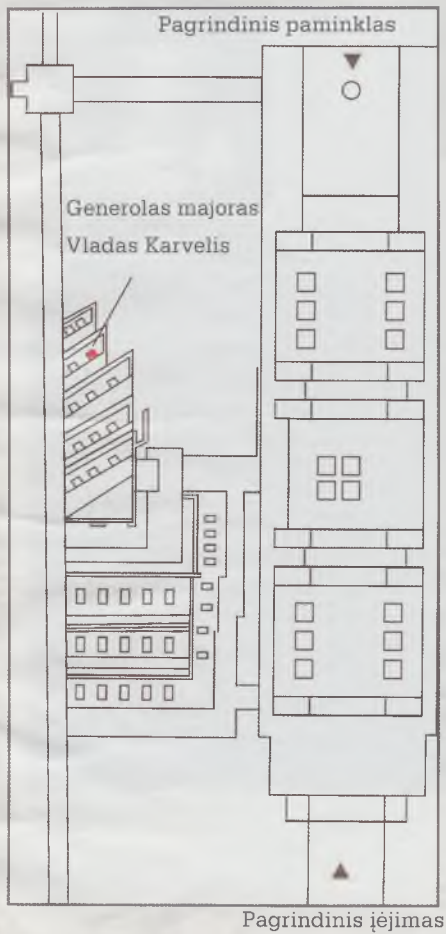 Pagrindinis paminklas
Generolas majoras
Vladas Karvelis
Pagrindinis įėjimas